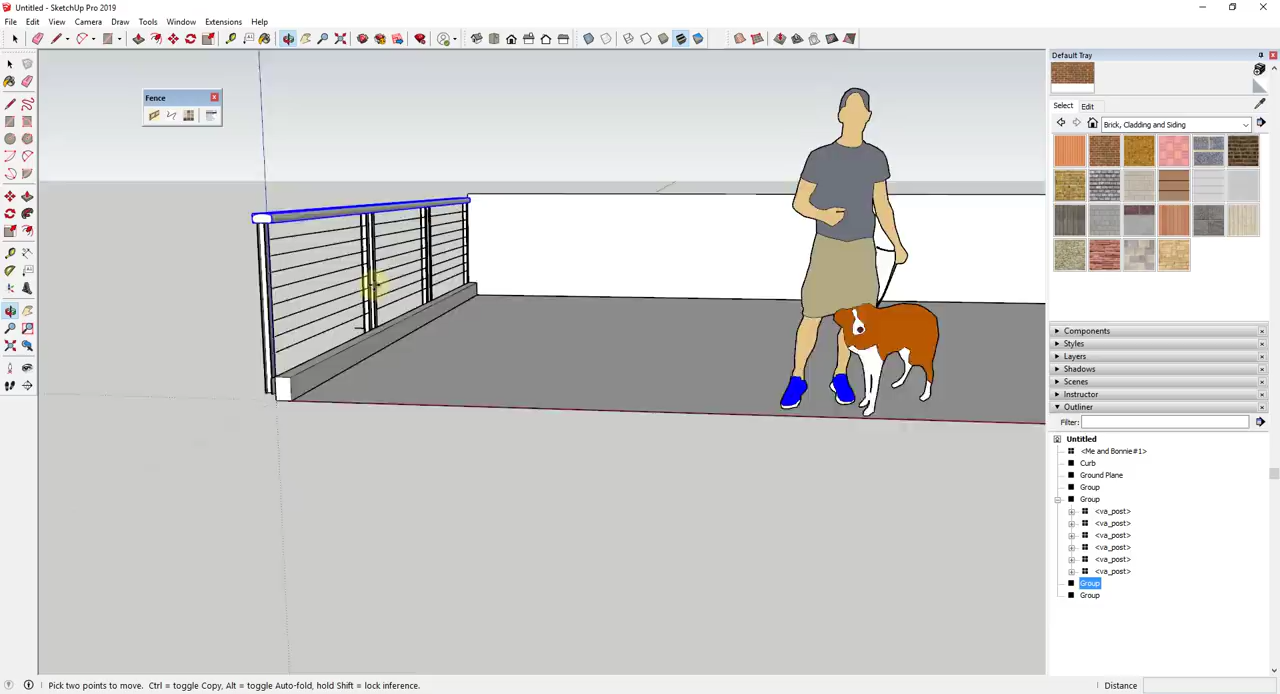 Untitled - SketchUp Pro 2019
File Edit View Camera Draw Tools Window Extensions Help
Fence
Default Tray
Select Edit
Brick, Cladding and Siding
Components
Styles
Layers
Shadows
Scenes
Instructor
Outliner
Filter:
Untitled
<Me and Bonnie#1>
Curb
Ground Plane
Group
Group
<va_post>
<va_post>
<va_post>
<va_post>
<va_post>
<va_post>
Group
Group
Pick two points to move. Ctrl = toggle Copy, Alt = toggle Auto-fold, hold Shift = lock inference.
Distance